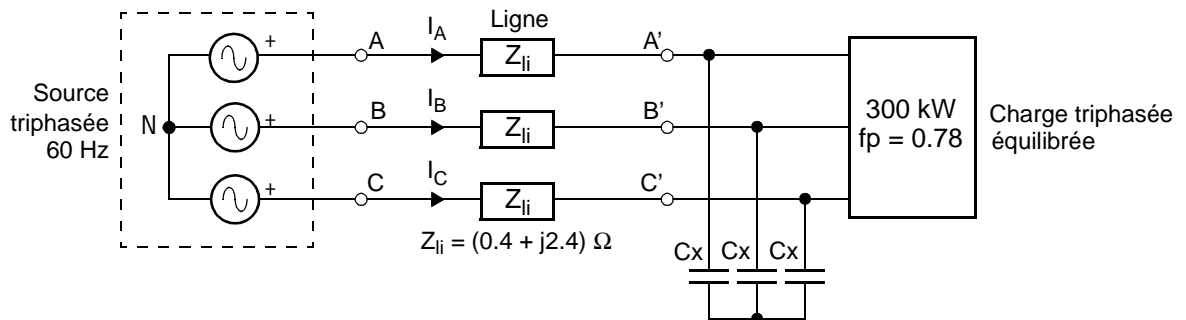 Source
triphasée
60 Hz
N
+
+
+
A
B
C
I_A
I_B
I_C
Ligne
Z_li
Z_li
Z_li
Z_li = (0.4 + j2.4) Ω
A'
B'
C'
Cx
Cx
Cx
300 kW
fp = 0.78
Charge triphasée
équilibrée